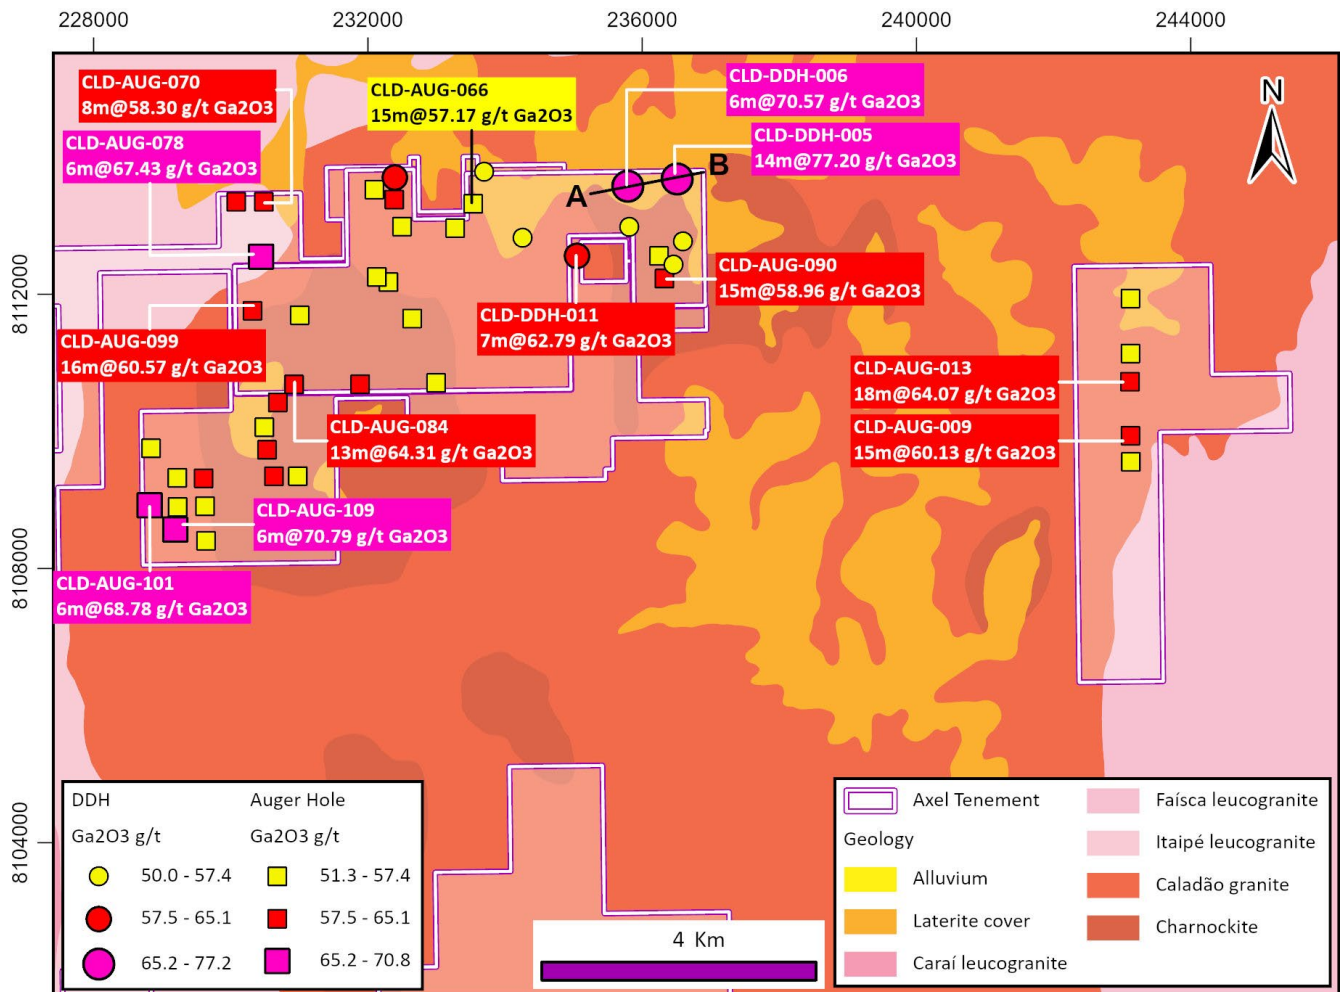 228000
232000
236000
240000
244000
CLD-AUG-070
8m@58.30 g/t Ga2O3
CLD-AUG-066
15m@57.17 g/t Ga2O3
CLD-DDH-006
6m@70.57 g/t Ga2O3
CLD-AUG-078
6m@67.43 g/t Ga2O3
CLD-DDH-005
14m@77.20 g/t Ga2O3
N
A
B
8112000
CLD-AUG-090
15m@58.96 g/t Ga2O3
CLD-DDH-011
7m@62.79 g/t Ga2O3
CLD-AUG-099
16m@60.57 g/t Ga2O3
CLD-AUG-013
18m@64.07 g/t Ga2O3
CLD-AUG-084
13m@64.31 g/t Ga2O3
CLD-AUG-009
15m@60.13 g/t Ga2O3
CLD-AUG-109
6m@70.79 g/t Ga2O3
8108000
CLD-AUG-101
6m@68.78 g/t Ga2O3
8104000
DDH
Ga2O3 g/t
50.0 - 57.4
57.5 - 65.1
65.2 - 77.2
Auger Hole
Ga2O3 g/t
51.3 - 57.4
57.5 - 65.1
65.2 - 70.8
4 Km
Axel Tenement
Geology
Alluvium
Laterite cover
Caraí leucogranite
Faísca leucogranite
Itaipé leucogranite
Caladão granite
Charnockite